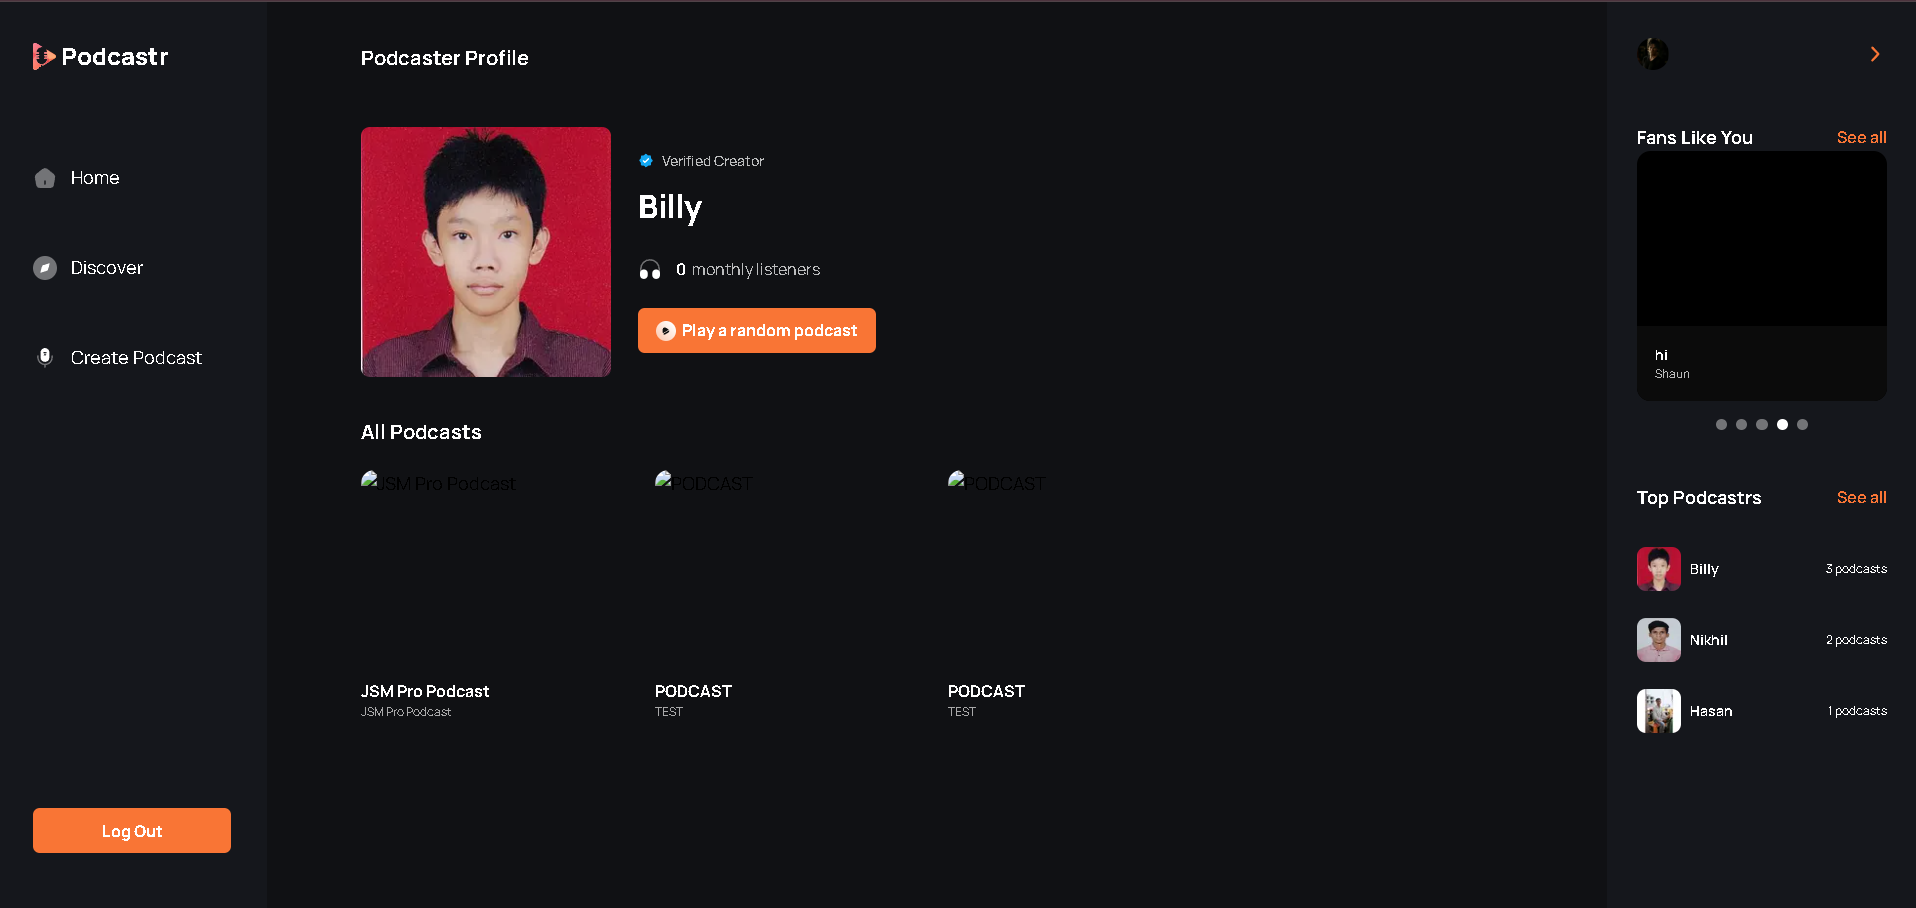 Podcastr
Home
Discover
Create Podcast
Log Out
Podcaster Profile
Verified Creator
Billy
0 monthly listeners
Play a random podcast
All Podcasts
JSM Pro Podcast
PODCAST
PODCAST
JSM Pro Podcast
JSM Pro Podcast
PODCAST
TEST
PODCAST
TEST
Fans Like You
See all
hi
Shaun
Top Podcastrs
See all
Billy
3 podcasts
Nikhil
2 podcasts
Hasan
1 podcasts